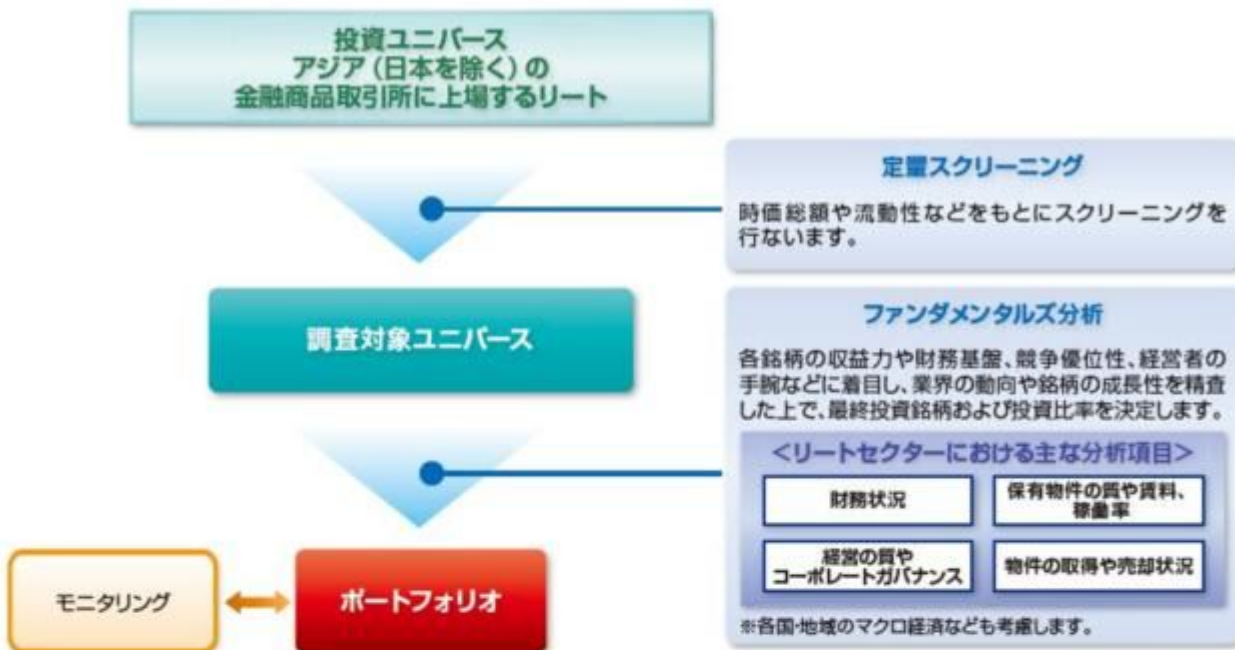 投資ユニバース
アジア（日本を除く）の
金融商品取引所に上場するリート
定量スクリーニング
時価総額や流動性などをもとにスクリーニングを
行ないます。
調査対象ユニバース
ファンダメンタルズ分析
各銘柄の収益力や財務基盤、競争優位性、経営者の
手腕などに着目し、業界の動向や銘柄の成長性を精査
した上で、最終投資銘柄および投資比率を決定します。
＜リートセクターにおける主な分析項目＞
財務状況
保有物件の質や賃料、
稼働率
経営の質や
コーポレートガバナンス
物件の取得や売却状況
※各国・地域のマクロ経済なども考慮します。
モニタリング
ポートフォリオ